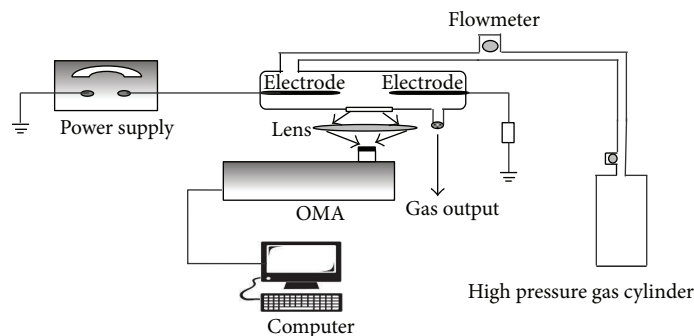 Flowmeter
Electrode Electrode
Power supply
Lens
OMA
Gas output
High pressure gas cylinder
Computer